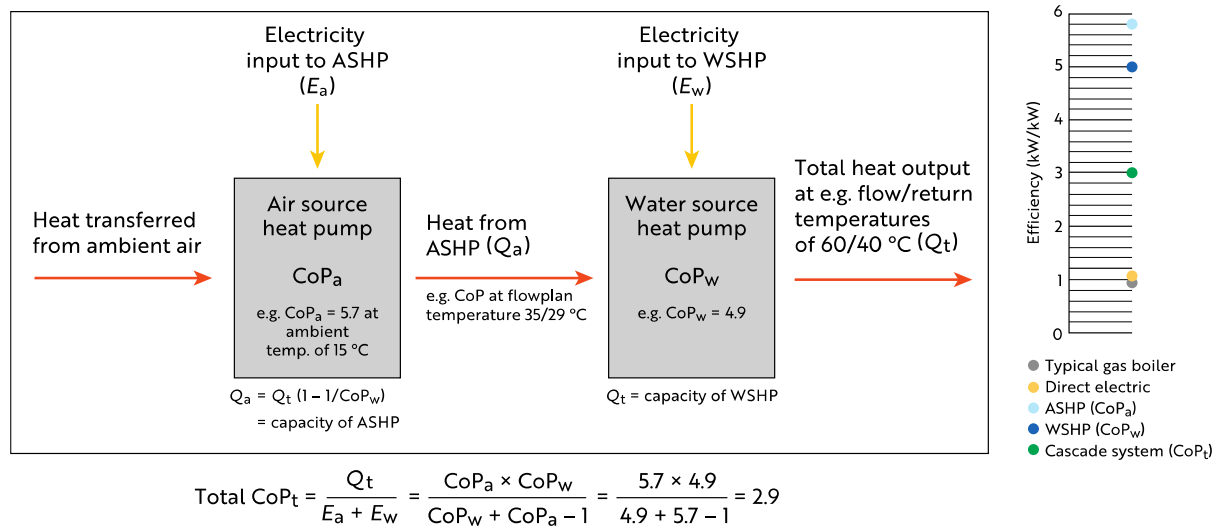 Electricity
input to ASHP
(Ea)
Electricity
input to WSHP
(Ew)
Heat transferred
from ambient air
Air source
heat pump
CoPa
e.g. CoPa = 5.7 at
ambient
temp. of 15 °C
Heat from
ASHP (Qa)
e.g. CoP at flowplan
temperature 35/29 °C
Water source
heat pump
CoPw
e.g. CoPw = 4.9
Total heat output
at e.g. flow/return
temperatures
of 60/40 °C (Qt)
Qa = Qt (1 – 1/CoPw)
= capacity of ASHP
Qt = capacity of WSHP
Total CoPt = Qt / (Ea + Ew) = CoPa × CoPw / (CoPw + CoPa – 1) = 5.7 × 4.9 / (4.9 + 5.7 – 1) = 2.9
Efficiency (kW/kW)
6
5
4
3
2
1
0
Typical gas boiler
Direct electric
ASHP (CoPa)
WSHP (CoPw)
Cascade system (CoPt)